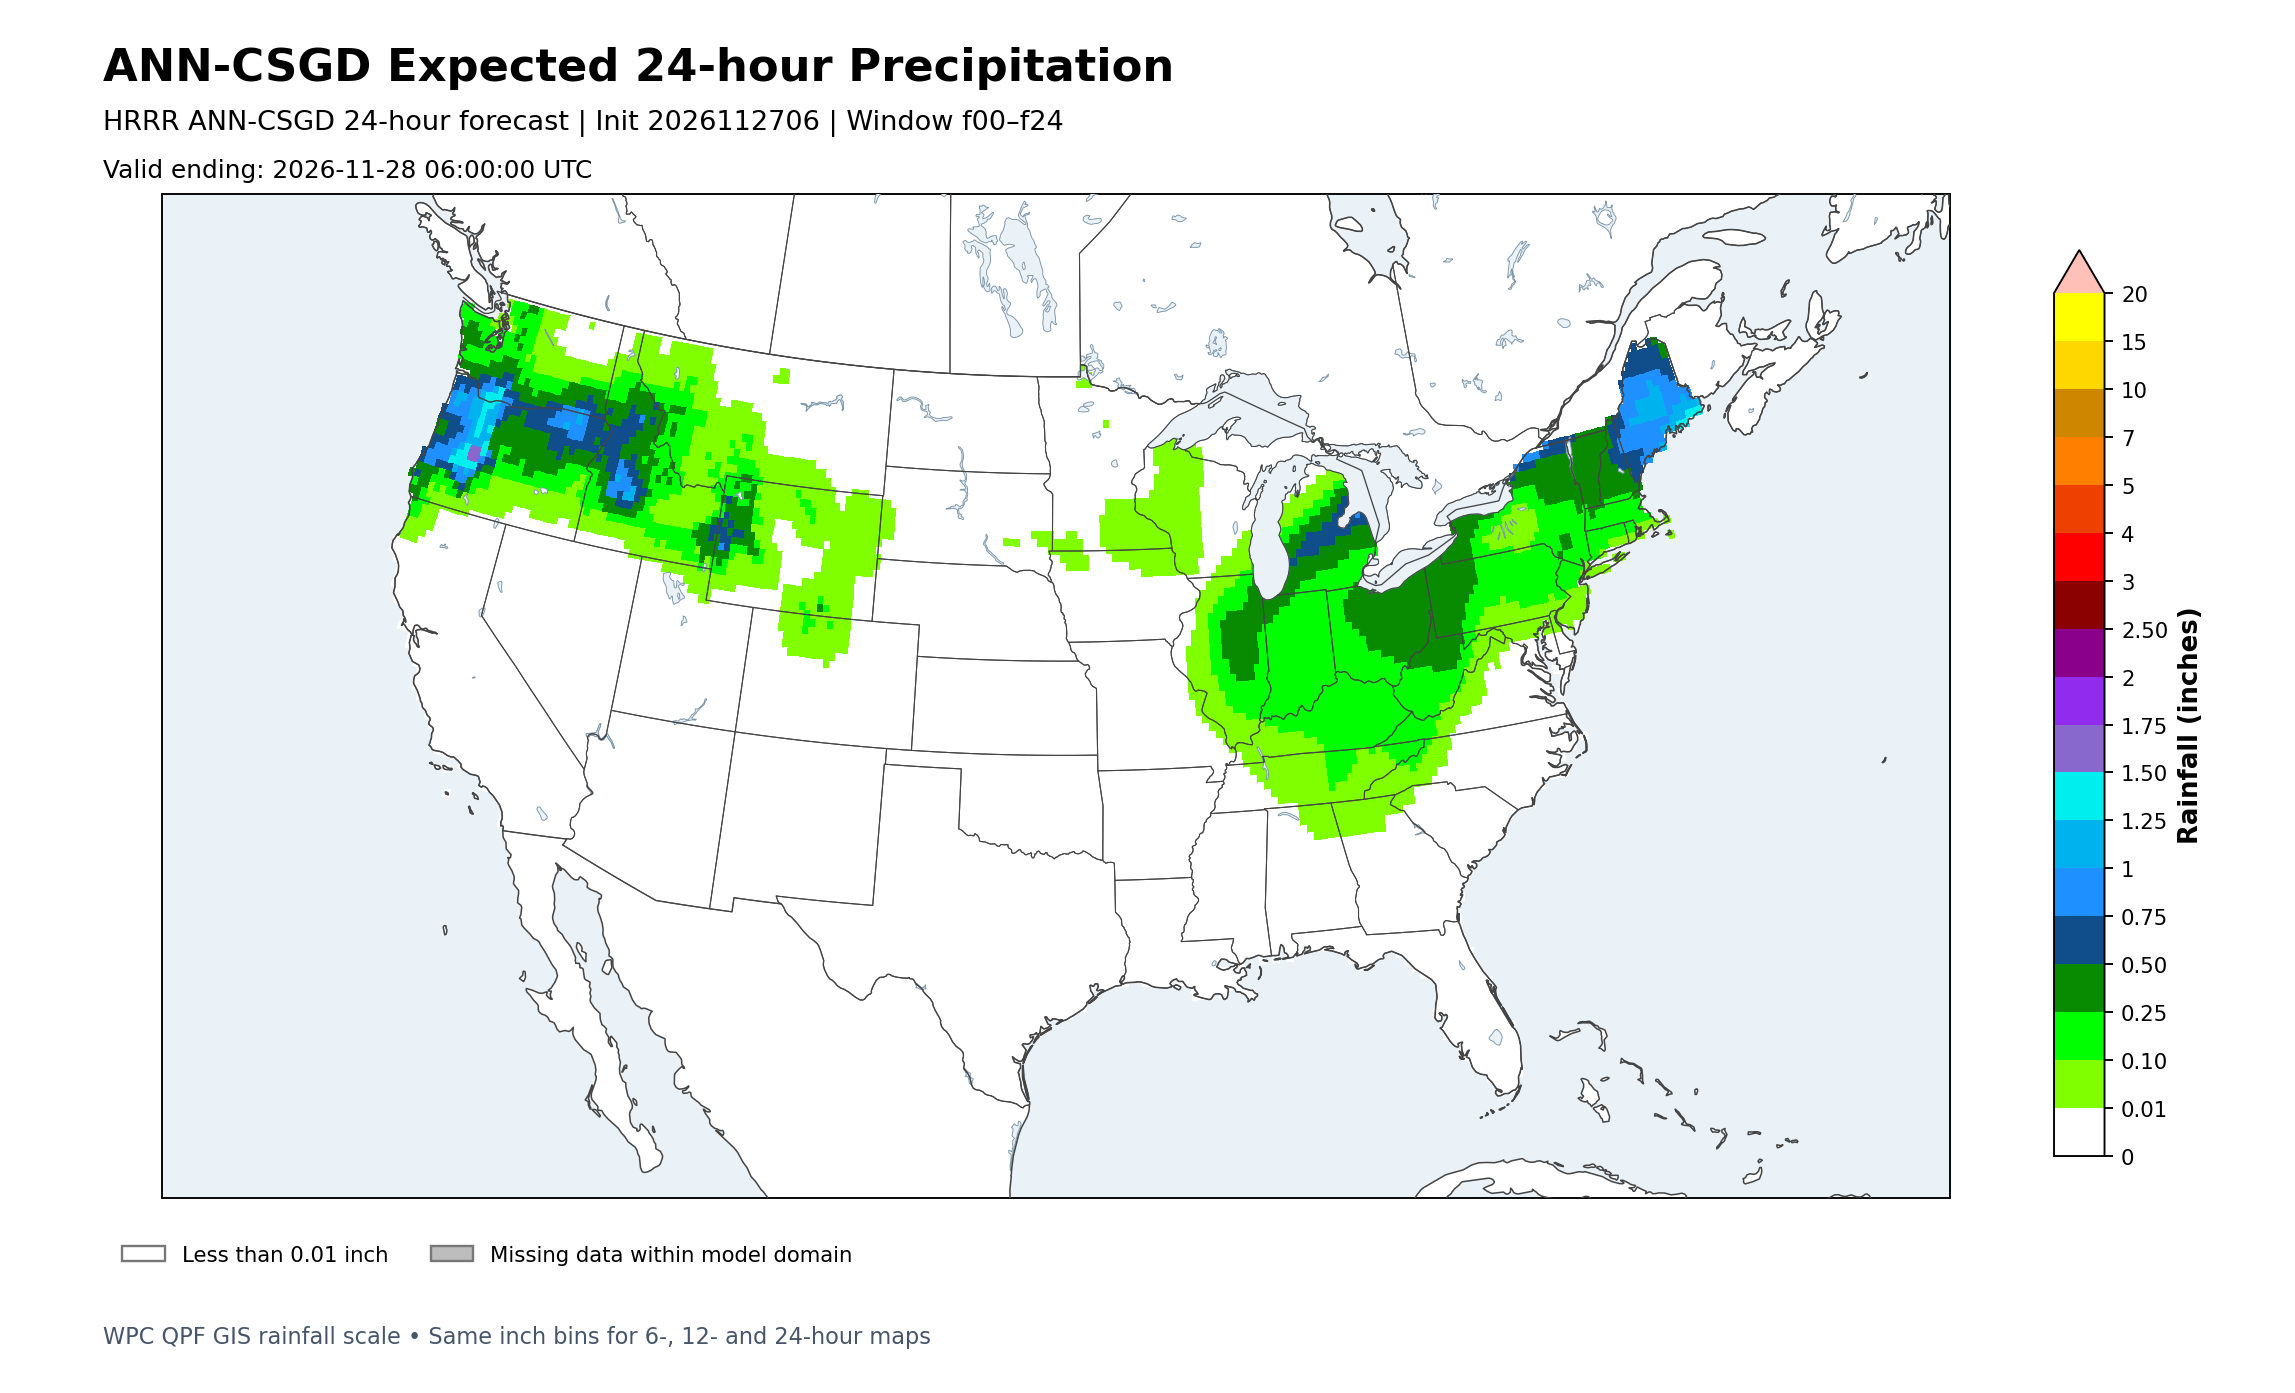 ANN-CSGD Expected 24-hour Precipitation
HRRR ANN-CSGD 24-hour forecast | Init 2026112706 | Window f00–f24
Valid ending: 2026-11-28 06:00:00 UTC
20
15
10
7
5
4
3
2.50
2
1.75
1.50
1.25
1
0.75
0.50
0.25
0.10
0.01
0
Rainfall (inches)
Less than 0.01 inch
Missing data within model domain
WPC QPF GIS rainfall scale • Same inch bins for 6-, 12- and 24-hour maps